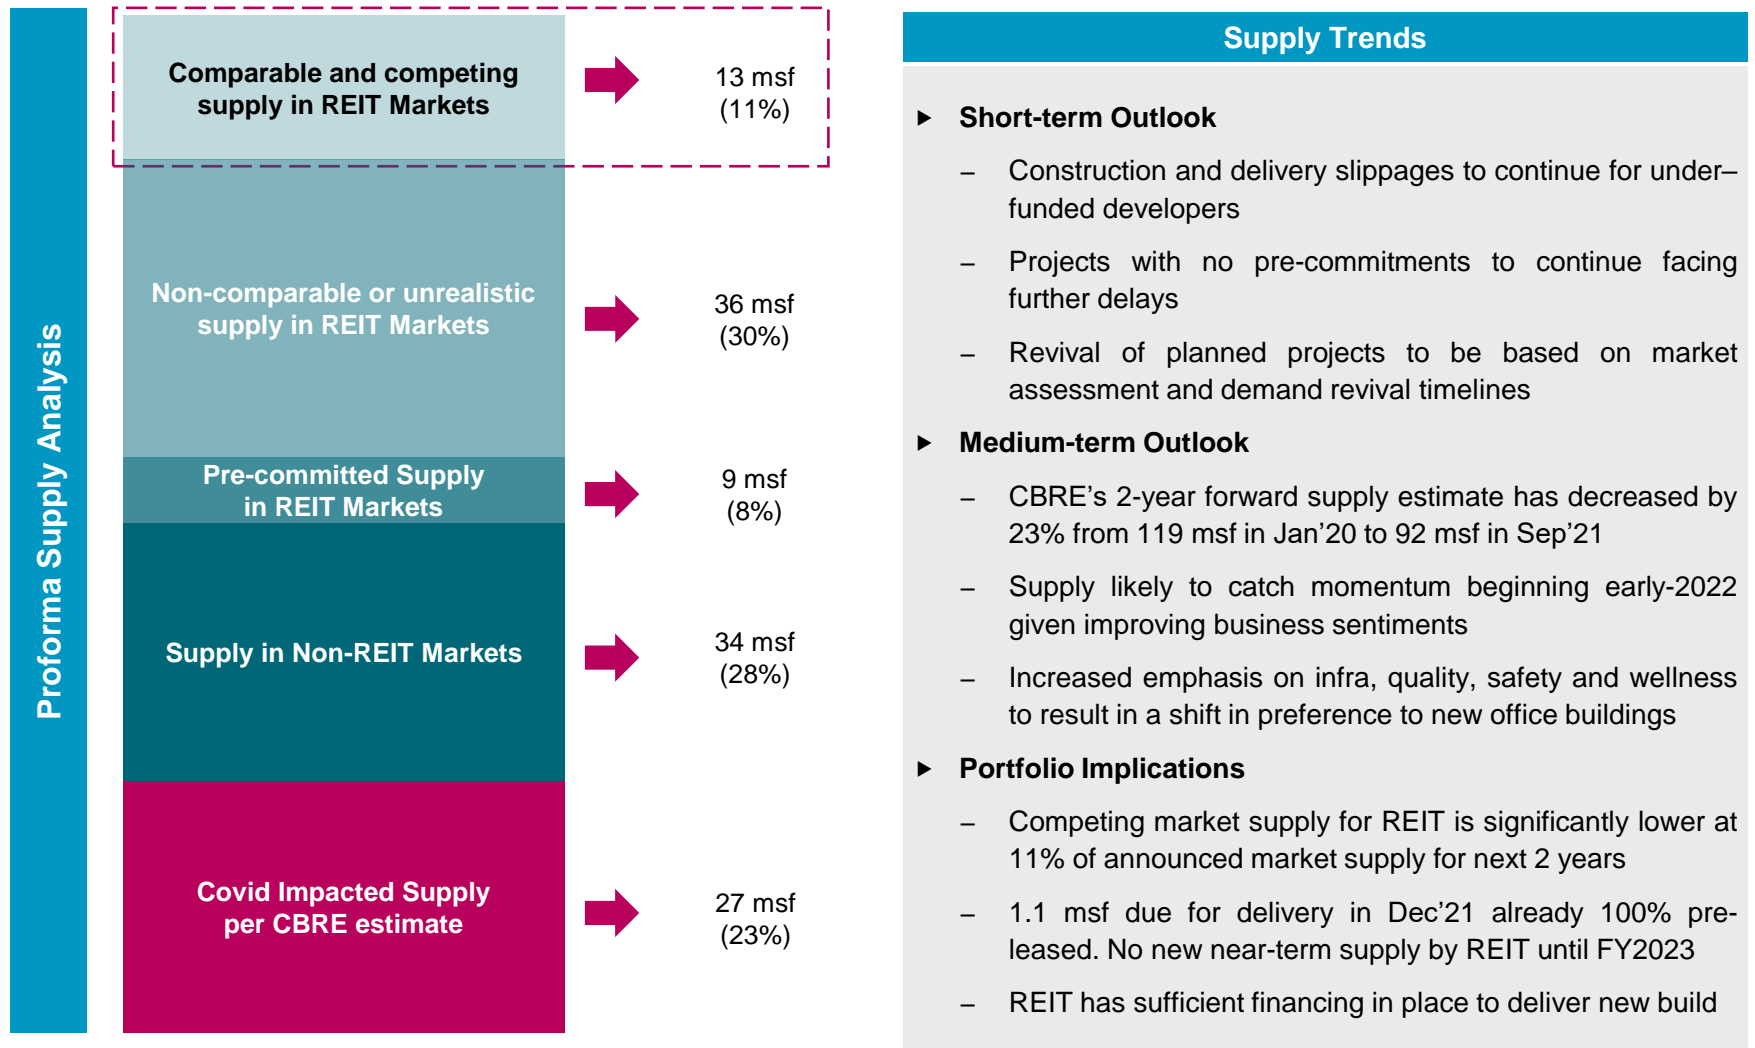 Proforma Supply Analysis
Comparable and competing
supply in REIT Markets
13 msf
(11%)
Non-comparable or unrealistic
supply in REIT Markets
36 msf
(30%)
Pre-committed Supply
in REIT Markets
9 msf
(8%)
Supply in Non-REIT Markets
34 msf
(28%)
Covid Impacted Supply
per CBRE estimate
27 msf
(23%)
Supply Trends
► Short-term Outlook
– Construction and delivery slippages to continue for under–
funded developers
– Projects with no pre-commitments to continue facing
further delays
– Revival of planned projects to be based on market
assessment and demand revival timelines
► Medium-term Outlook
– CBRE’s 2-year forward supply estimate has decreased by
23% from 119 msf in Jan’20 to 92 msf in Sep’21
– Supply likely to catch momentum beginning early-2022
given improving business sentiments
– Increased emphasis on infra, quality, safety and wellness
to result in a shift in preference to new office buildings
► Portfolio Implications
– Competing market supply for REIT is significantly lower at
11% of announced market supply for next 2 years
– 1.1 msf due for delivery in Dec’21 already 100% pre-
leased. No new near-term supply by REIT until FY2023
– REIT has sufficient financing in place to deliver new build